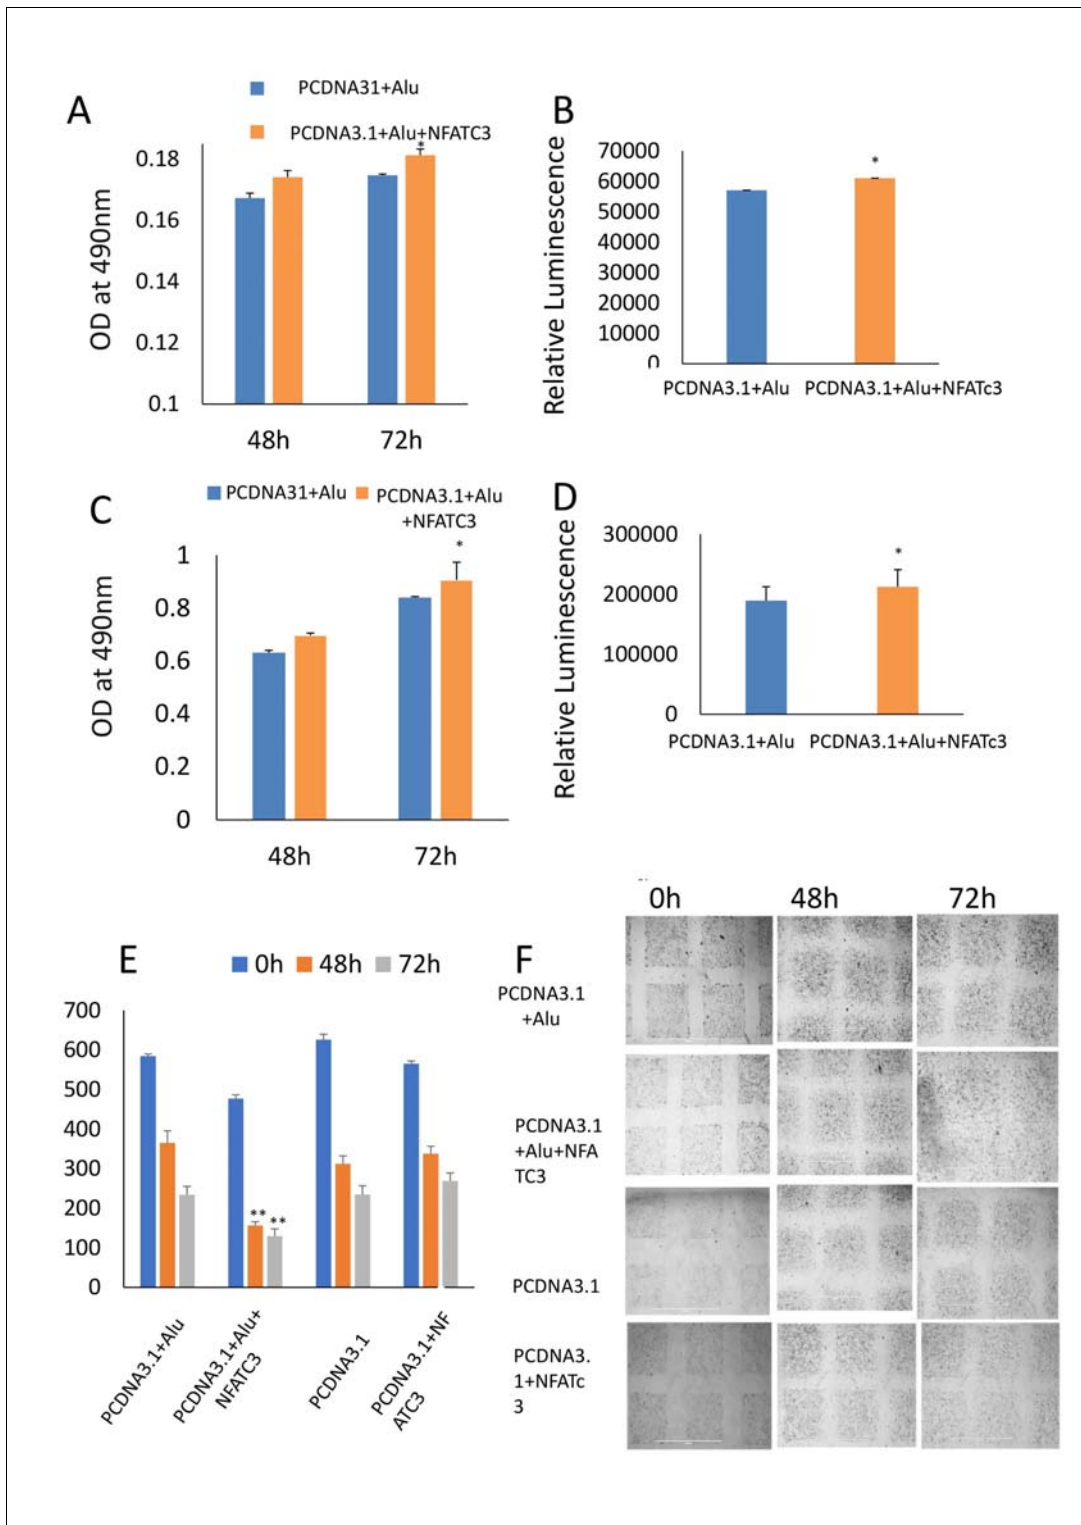 A
PCDNA31+Alu
PCDNA3.1+Alu+NFATC3
*
OD at 490nm
0.18
0.16
0.14
0.12
0.1
48h
72h
B
Relative Luminescence
70000
60000
50000
40000
30000
20000
10000
0
*
PCDNA3.1+Alu
PCDNA3.1+Alu+NFATc3
C
PCDNA31+Alu
PCDNA3.1+Alu
+NFATC3
*
OD at 490nm
1
0.8
0.6
0.4
0.2
0
48h
72h
D
Relative Luminescence
300000
200000
100000
0
*
PCDNA3.1+Alu
PCDNA3.1+Alu+NFATc3
E
0h
48h
72h
700
600
500
400
300
200
100
0
** **
PCDNA3.1+Alu
PCDNA3.1+Alu+
NFATC3
PCDNA3.1
PCDNA3.1+NF
ATC3
F
0h
48h
72h
PCDNA3.1
+Alu
PCDNA3.1
+Alu+NFA
TC3
PCDNA3.1
PCDNA3.
1+NFATc
3